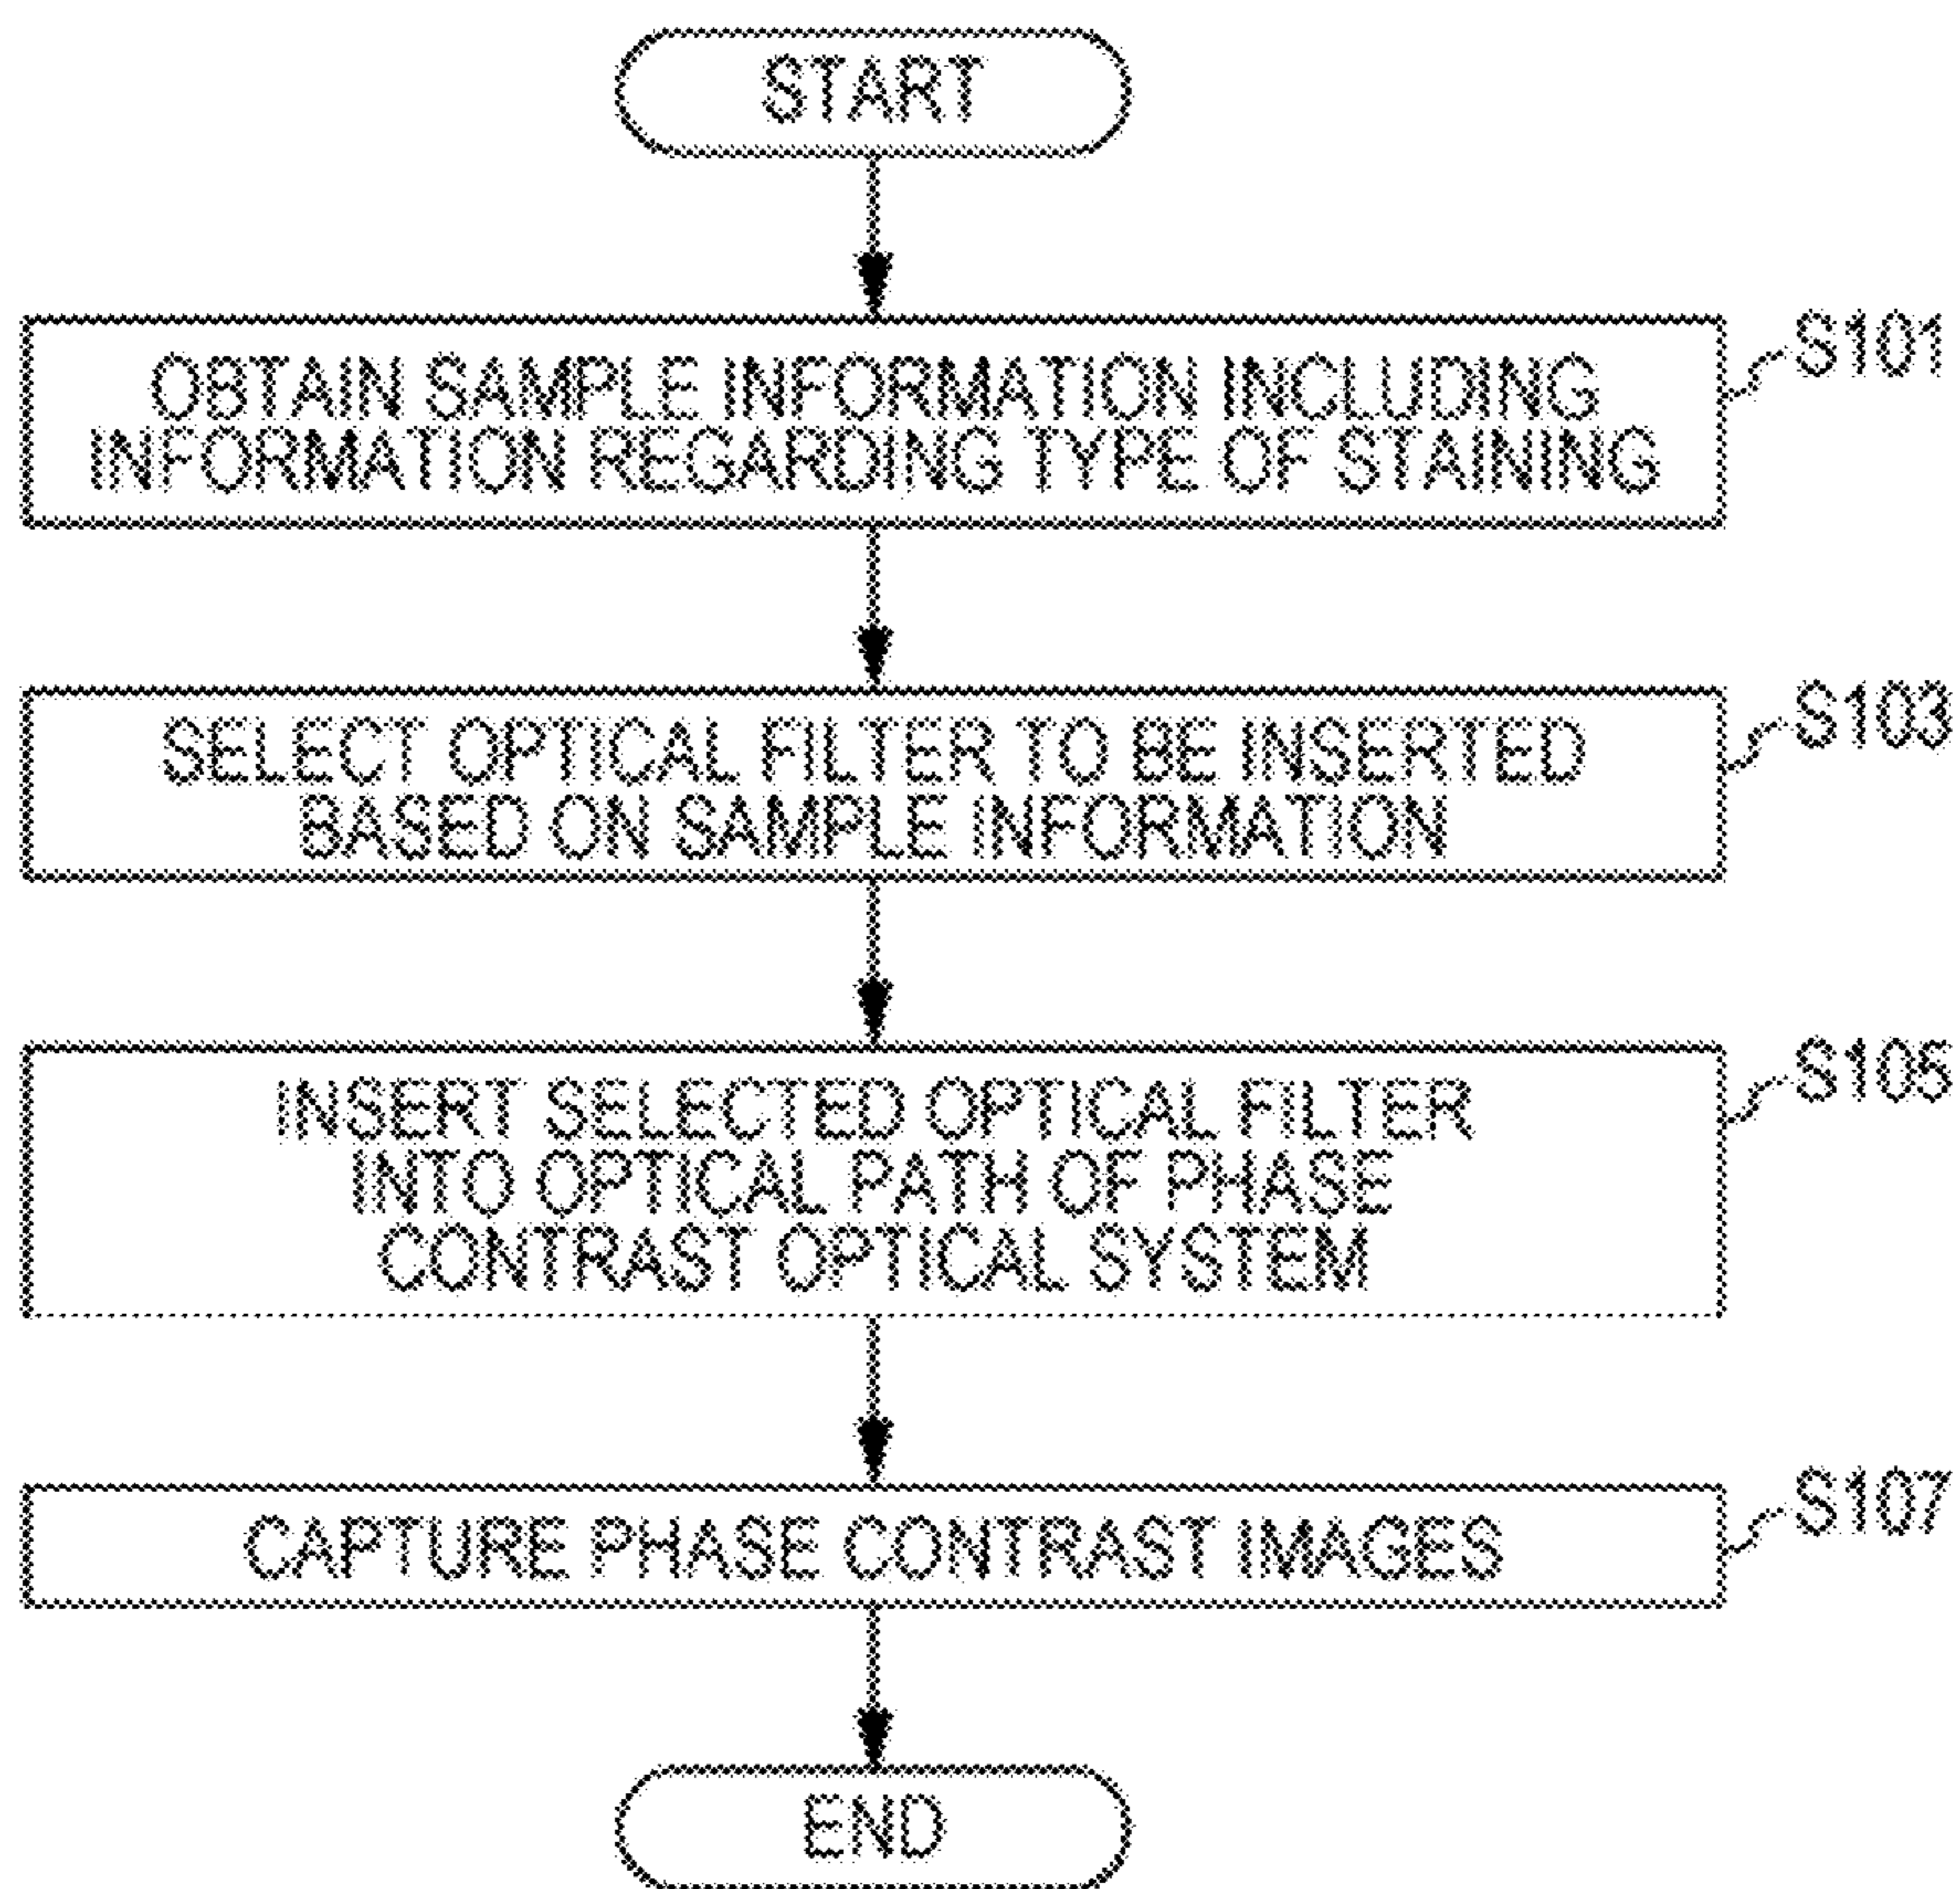 START
S101
OBTAIN SAMPLE INFORMATION INCLUDING
INFORMATION REGARDING TYPE OF STAINING
S103
SELECT OPTICAL FILTER TO BE INSERTED
BASED ON SAMPLE INFORMATION
S105
INSERT SELECTED OPTICAL FILTER
INTO OPTICAL PATH OF PHASE
CONTRAST OPTICAL SYSTEM
S107
CAPTURE PHASE CONTRAST IMAGES
END